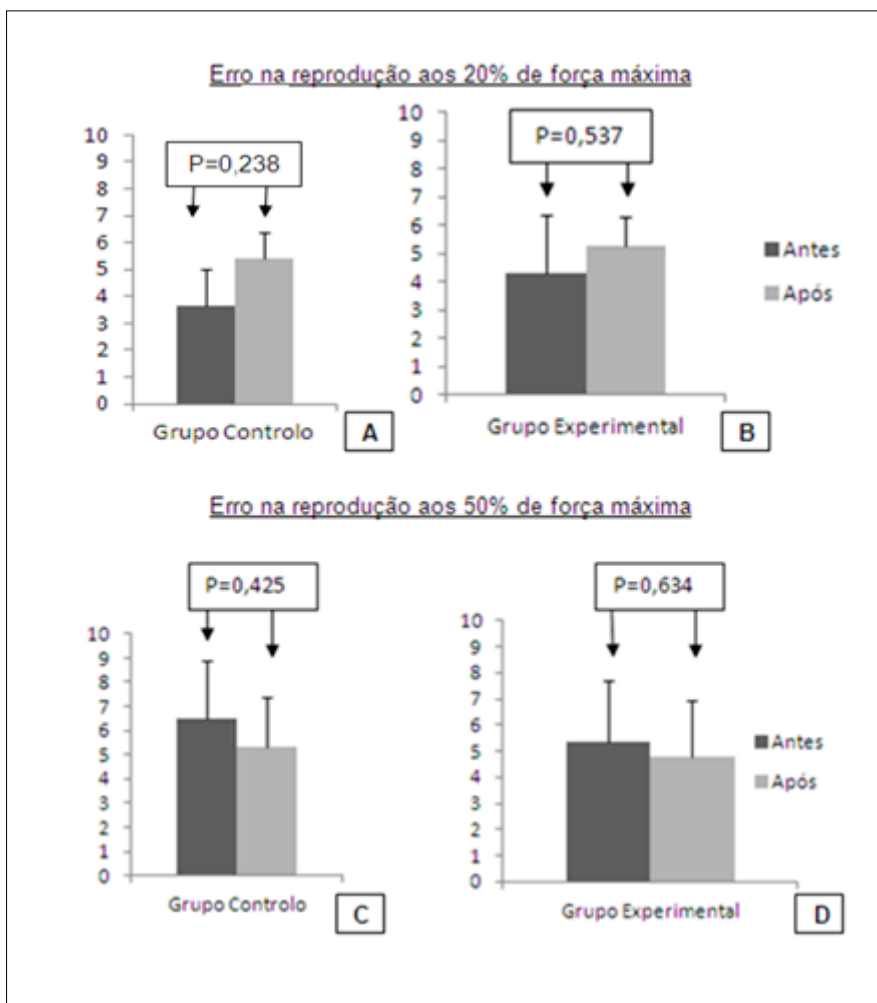 Erro na reprodução aos 20% de força máxima
P=0,238
10
9
8
7
6
5
4
3
2
1
0
Grupo Controlo
A
P=0,537
10
9
8
7
6
5
4
3
2
1
0
Grupo Experimental
B
Antes
Após
Erro na reprodução aos 50% de força máxima
P=0,425
10
9
8
7
6
5
4
3
2
1
0
Grupo Controlo
C
P=0,634
10
9
8
7
6
5
4
3
2
1
0
Grupo Experimental
D
Antes
Após